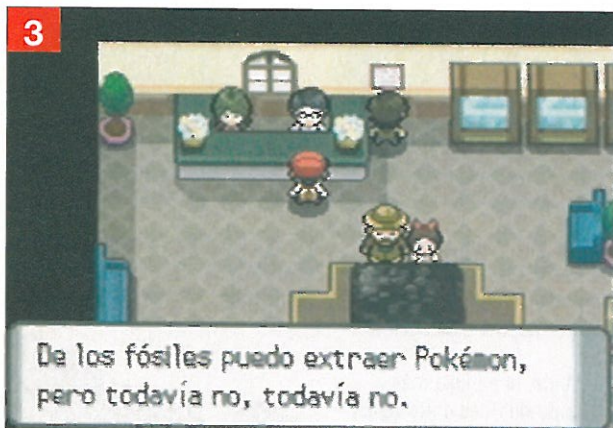 3
De los fósiles puedo extraer Pokémon,
pero todavía no, todavía no.